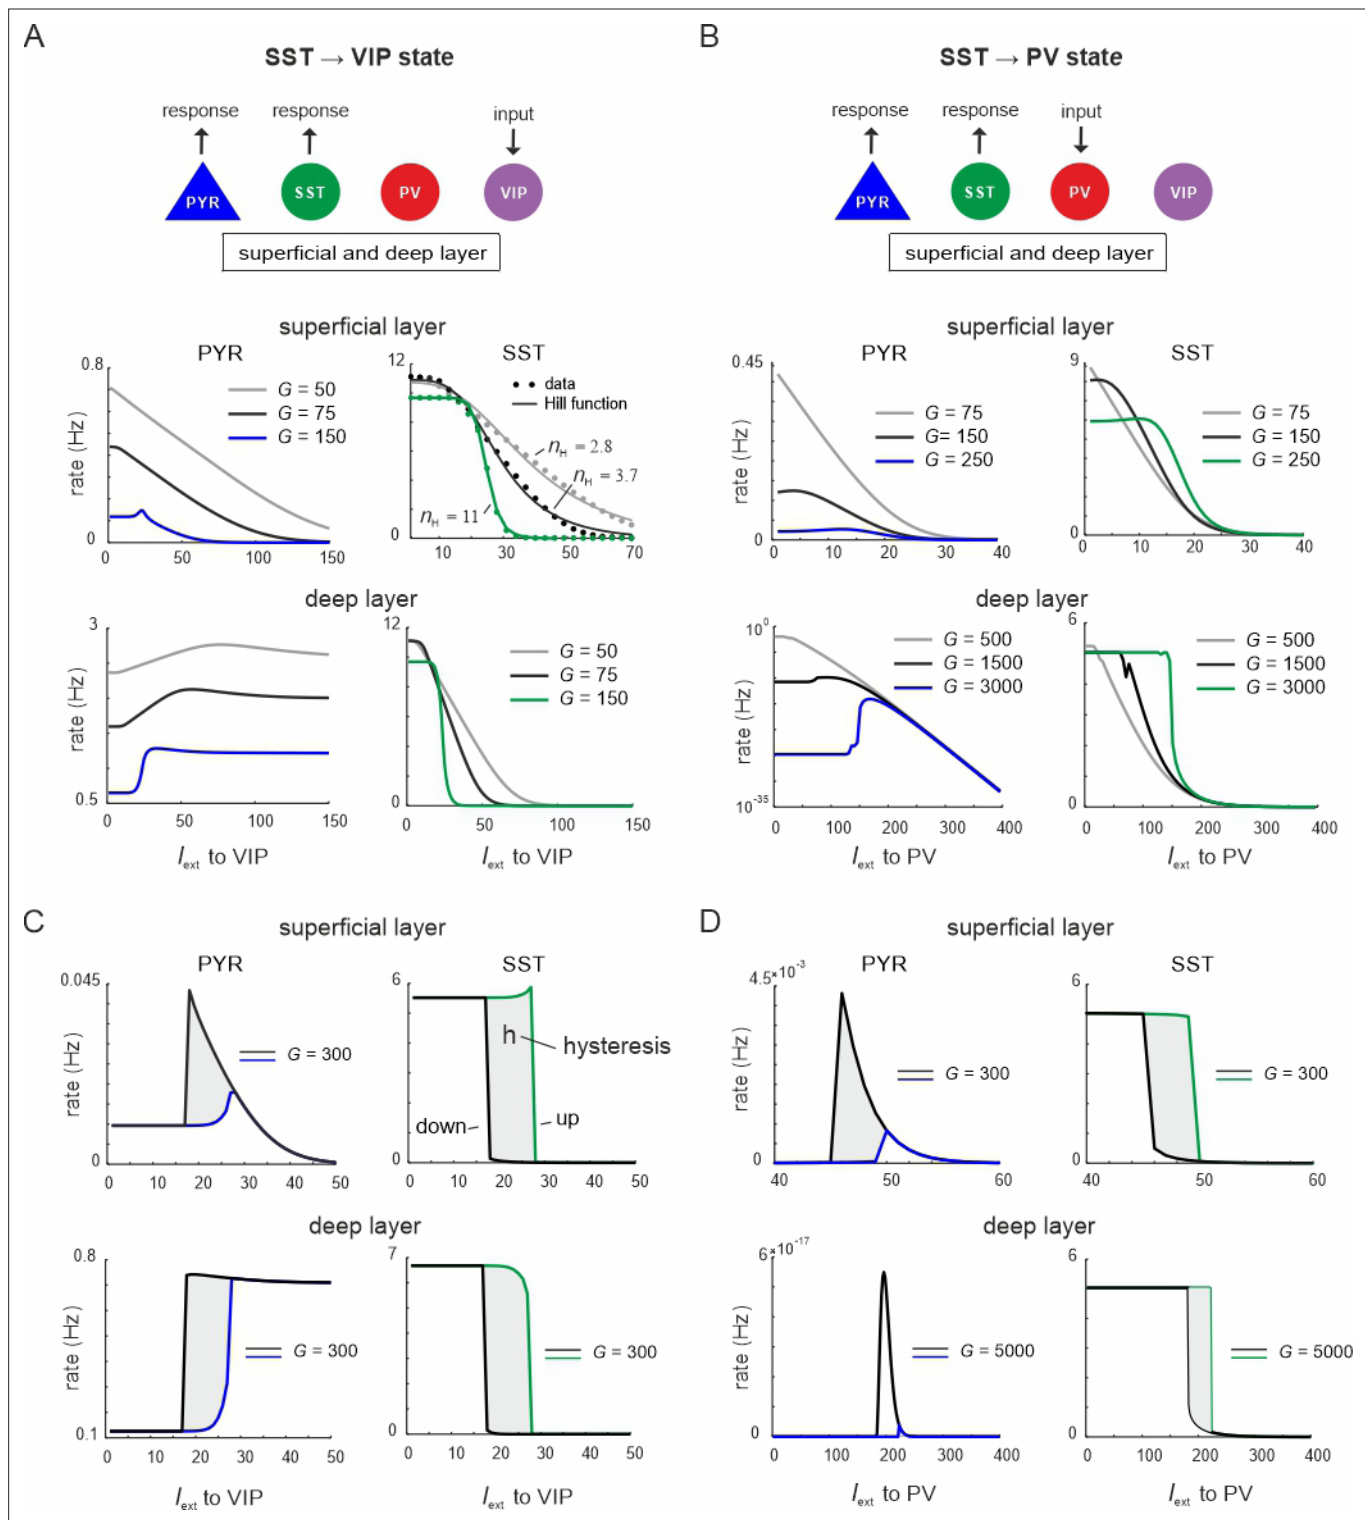 A
SST → VIP state
response
response
input
PYR
SST
PV
VIP
superficial and deep layer
superficial layer
PYR
SST
0.8
rate (Hz)
0
0
50
100
150
G = 50
G = 75
G = 150
12
0
10
30
50
70
data
Hill function
nH = 2.8
nH = 3.7
nH = 11
deep layer
3
rate (Hz)
0.5
0
50
100
150
Iext to VIP
12
0
0
50
100
150
G = 50
G = 75
G = 150
Iext to VIP
B
SST → PV state
response
response
input
PYR
SST
PV
VIP
superficial and deep layer
superficial layer
PYR
SST
0.45
rate (Hz)
0
0
10
20
30
40
G = 75
G= 150
G = 250
9
0
0
10
20
30
40
G = 75
G = 150
G = 250
deep layer
10^0
rate (Hz)
10^-35
0
100
200
300
400
G = 500
G = 1500
G = 3000
Iext to PV
6
0
0
100
200
300
400
G = 500
G = 1500
G = 3000
Iext to PV
C
superficial layer
PYR
SST
0.045
rate (Hz)
0
0
10
20
30
40
50
G = 300
6
0
0
10
20
30
40
50
h
hysteresis
down
up
deep layer
0.8
rate (Hz)
0.1
0
10
20
30
40
50
G = 300
Iext to VIP
7
0
0
10
20
30
40
50
G = 300
Iext to VIP
D
superficial layer
PYR
SST
4.5*10^-3
rate (Hz)
0
40
50
60
G = 300
6
0
40
50
60
G = 300
deep layer
6*10^-17
rate (Hz)
0
0
100
200
300
400
G = 5000
Iext to PV
6
0
0
100
200
300
400
G = 5000
Iext to PV